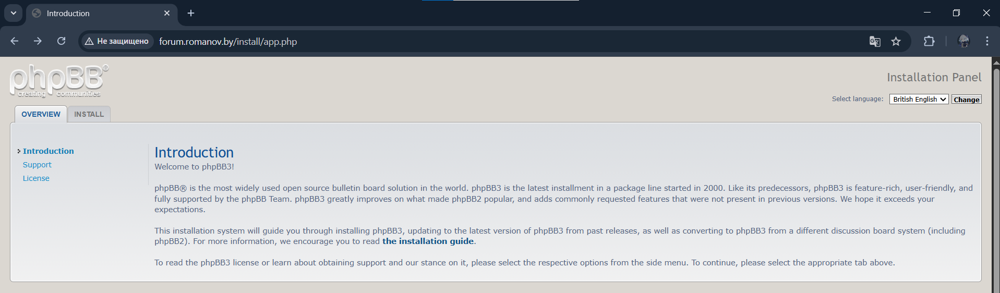 Introduction
Не защищено
forum.romanov.by/install/app.php
phpBB®
creating communities
Installation Panel
Select language: British English Change
OVERVIEW INSTALL
Introduction
Support
License
Introduction
Welcome to phpBB3!
phpBB® is the most widely used open source bulletin board solution in the world. phpBB3 is the latest installment in a package line started in 2000. Like its predecessors, phpBB3 is feature-rich, user-friendly, and
fully supported by the phpBB Team. phpBB3 greatly improves on what made phpBB2 popular, and adds commonly requested features that were not present in previous versions. We hope it exceeds your
expectations.
This installation system will guide you through installing phpBB3, updating to the latest version of phpBB3 from past releases, as well as converting to phpBB3 from a different discussion board system (including
phpBB2). For more information, we encourage you to read the installation guide.
To read the phpBB3 license or learn about obtaining support and our stance on it, please select the respective options from the side menu. To continue, please select the appropriate tab above.